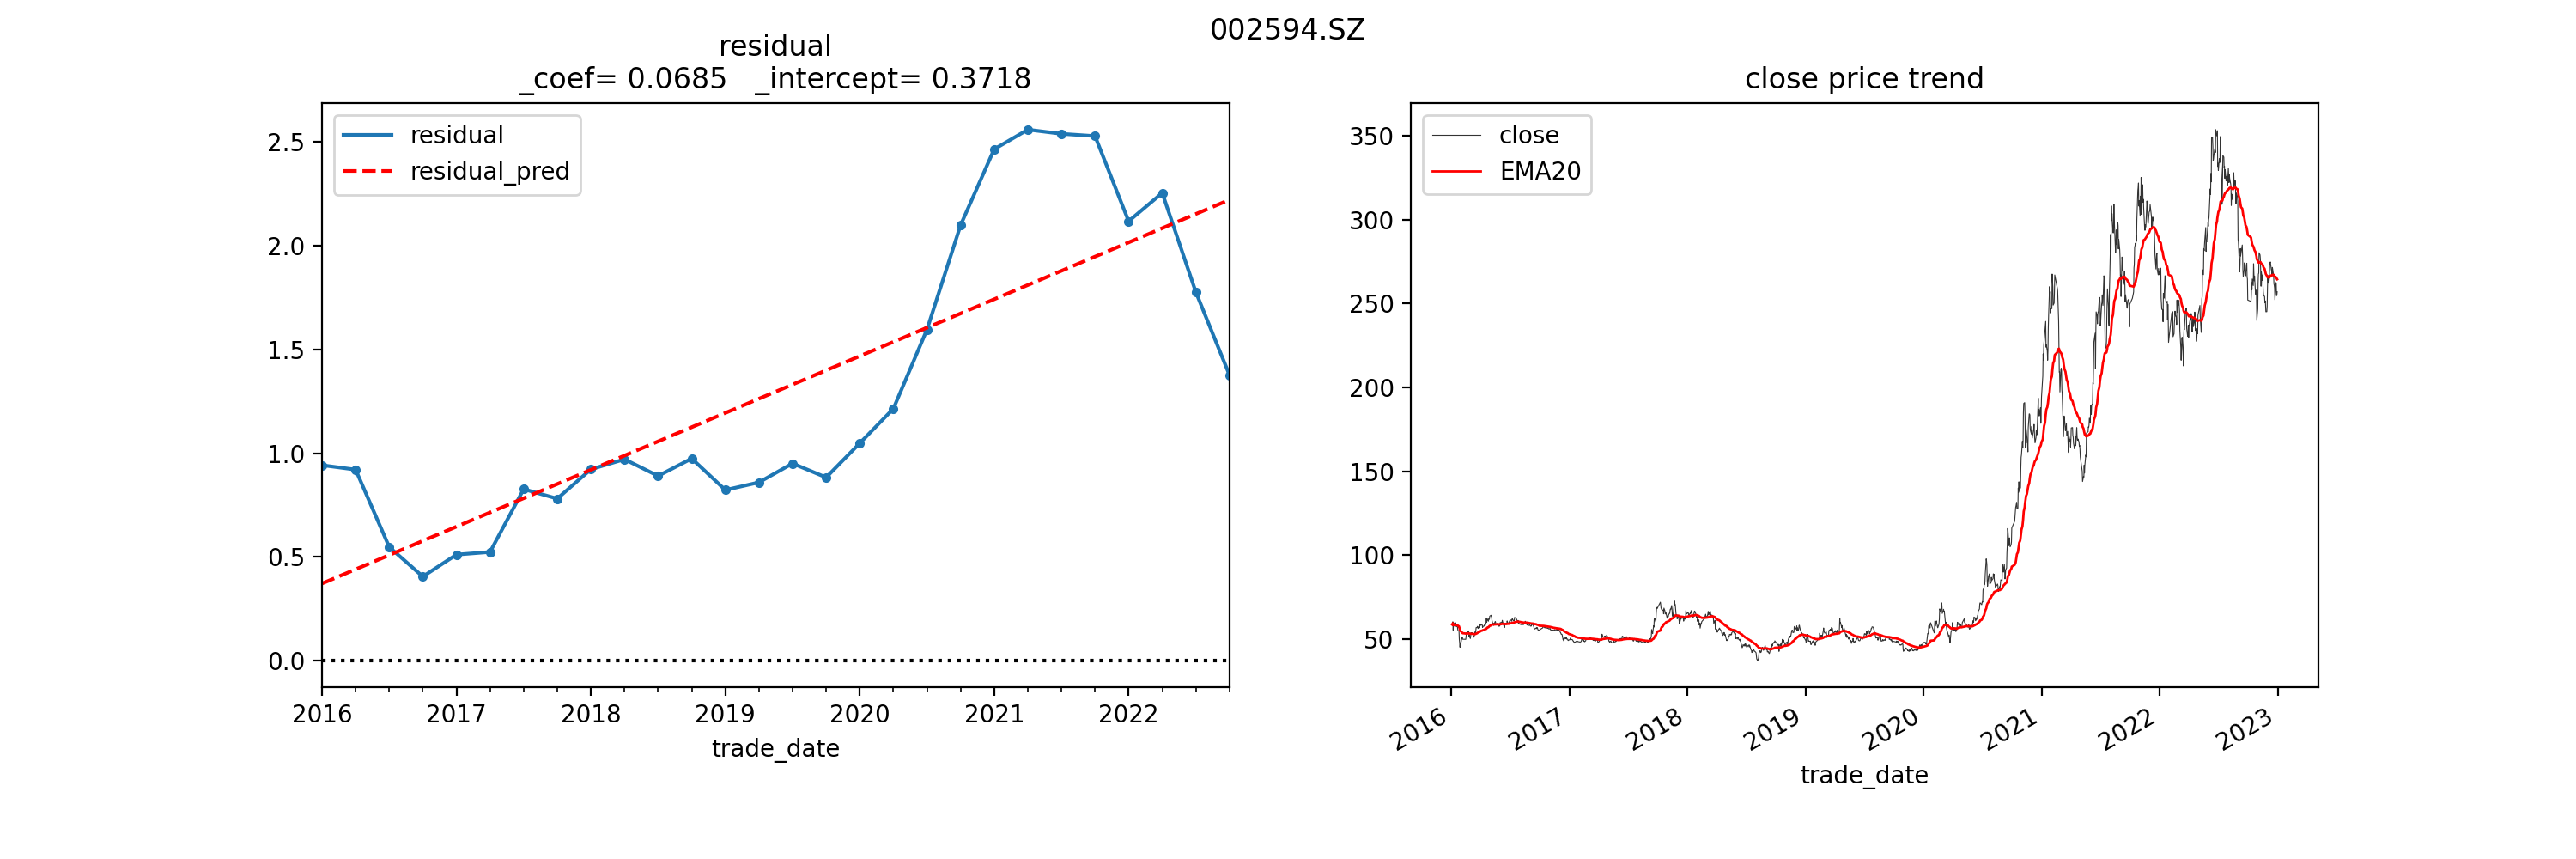 002594.SZ
residual
_coef= 0.0685 _intercept= 0.3718
residual
residual_pred
2.5
2.0
1.5
1.0
0.5
0.0
2016 2017 2018 2019 2020 2021 2022
trade_date
close price trend
close
EMA20
350
300
250
200
150
100
50
2016 2017 2018 2019 2020 2021 2022 2023
trade_date